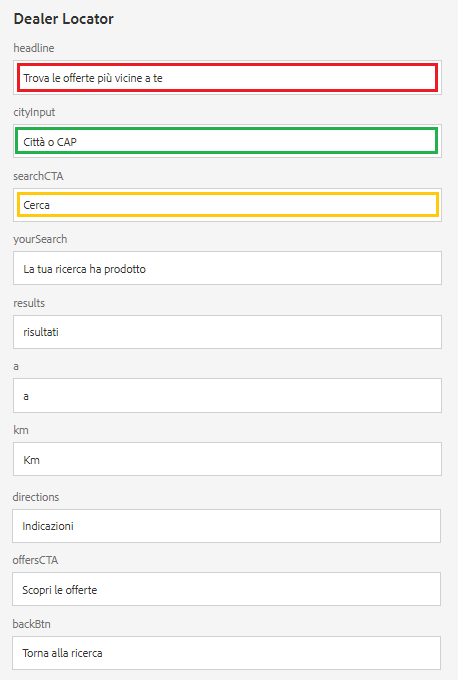 Dealer Locator
headline
Trova le offerte più vicine a te
cityInput
Città o CAP
searchCTA
Cerca
yourSearch
La tua ricerca ha prodotto
results
risultati
a
a
km
Km
directions
Indicazioni
offersCTA
Scopri le offerte
backBtn
Torna alla ricerca